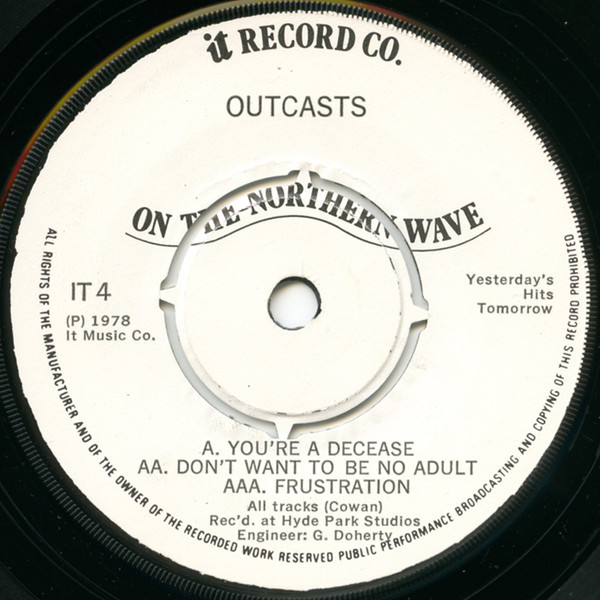 it RECORD CO.
OUTCASTS
ON THE NORTHERN WAVE
IT 4
(P) 1978
It Music Co.
Yesterday's
Hits
Tomorrow
A. YOU'RE A DECEASE
AA. DON'T WANT TO BE NO ADULT
AAA. FRUSTRATION
All tracks (Cowan)
Rec'd. at Hyde Park Studios
Engineer: G. Doherty
ALL RIGHTS OF THE MANUFACTURER AND OF THE OWNER OF THE RECORDED WORK RESERVED PUBLIC PERFORMANCE BROADCASTING AND COPYING OF THIS RECORD PROHIBITED